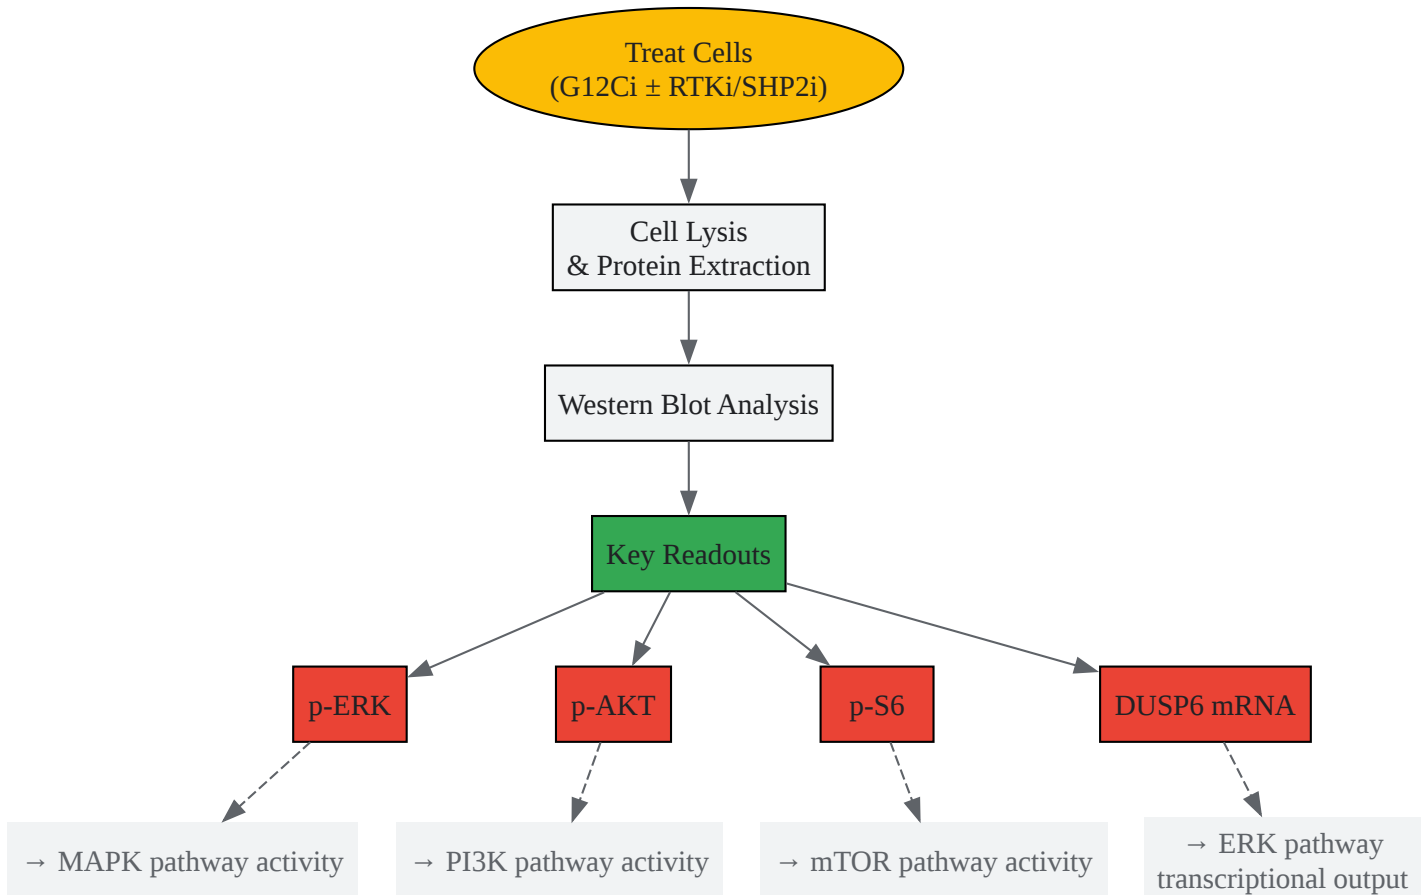 Treat Cells
(G12Ci ± RTKi/SHP2i)
Cell Lysis
& Protein Extraction
Western Blot Analysis
Key Readouts
p-ERK
p-AKT
p-S6
DUSP6 mRNA
→ MAPK pathway activity
→ PI3K pathway activity
→ mTOR pathway activity
→ ERK pathway
transcriptional output